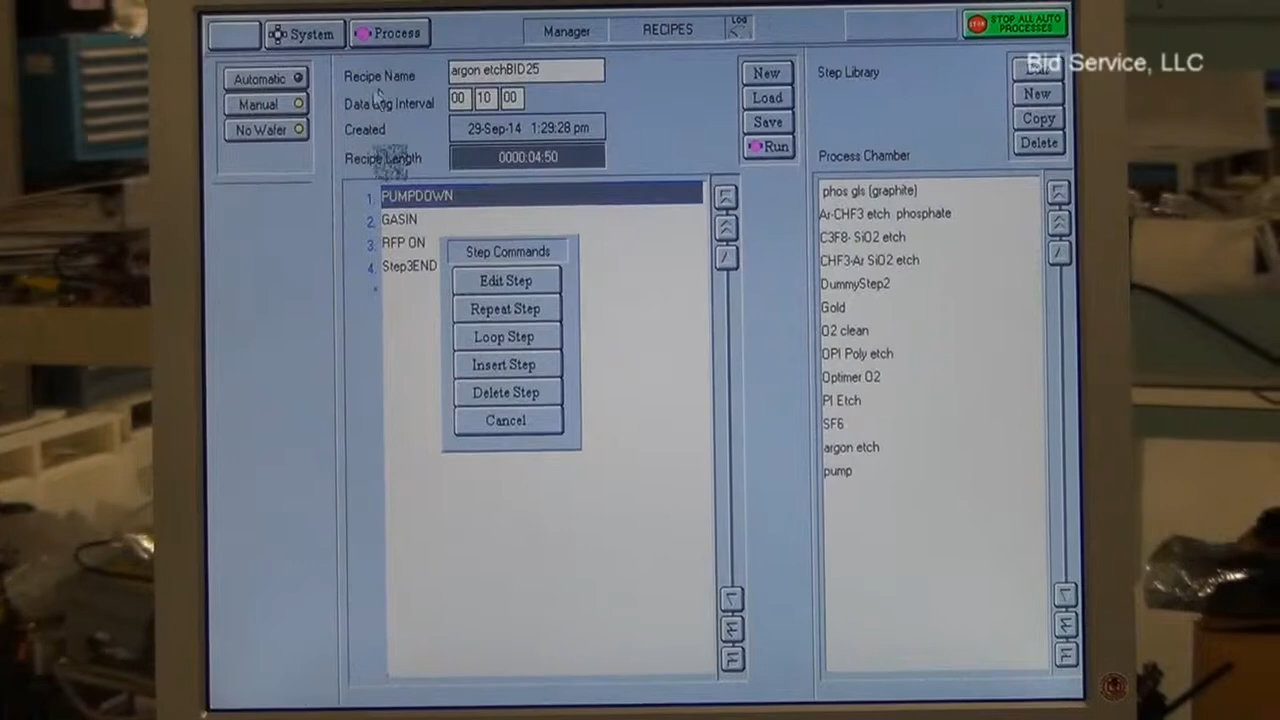 System
Process
Manager
RECIPES
Log
STOP
STOP ALL AUTO
PROCESSES
Bid Service, LLC
Automatic
Manual
No Wafer
Recipe Name
argon etchBID25
Data Log Interval
00 10 00
Created
29-Sep-14 1:29:28 pm
Recipe Length
0000:04:50
New
Load
Save
Run
Step Library
New
Copy
Delete
Process Chamber
1. PUMPDOWN
2. GASIN
3. RFP ON
4. Step3END
Step Commands
Edit Step
Repeat Step
Loop Step
Insert Step
Delete Step
Cancel
phos gls (graphite)
Ar-CHF3 etch phosphate
C3F8- SiO2 etch
CHF3-Ar SiO2 etch
DummyStep2
Gold
O2 clean
OPI Poly etch
Optimer O2
PI Etch
SF6
argon etch
pump